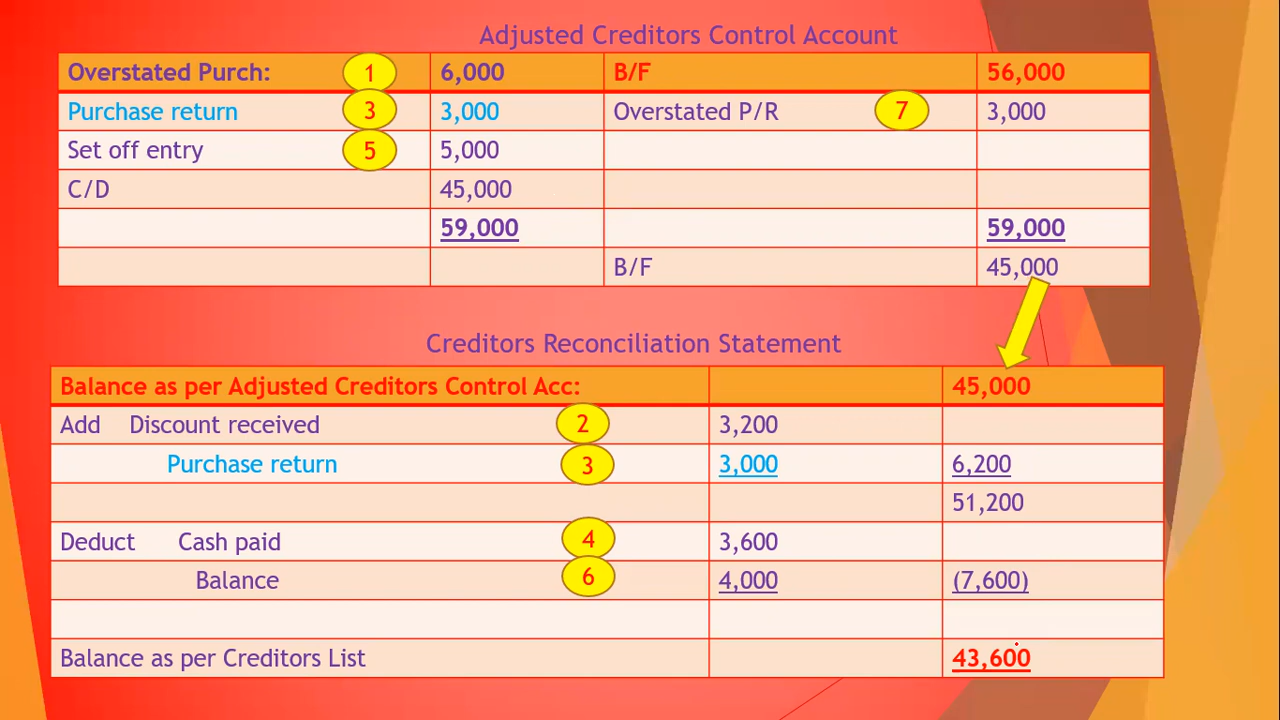 Adjusted Creditors Control Account
Overstated Purch: 1 6,000 B/F 56,000
Purchase return 3 3,000 Overstated P/R 7 3,000
Set off entry 5 5,000
C/D 45,000
59,000 59,000
B/F 45,000
Creditors Reconciliation Statement
Balance as per Adjusted Creditors Control Acc: 45,000
Add Discount received 2 3,200
Purchase return 3 3,000 6,200
51,200
Deduct Cash paid 4 3,600
Balance 6 4,000 (7,600)
Balance as per Creditors List 43,600